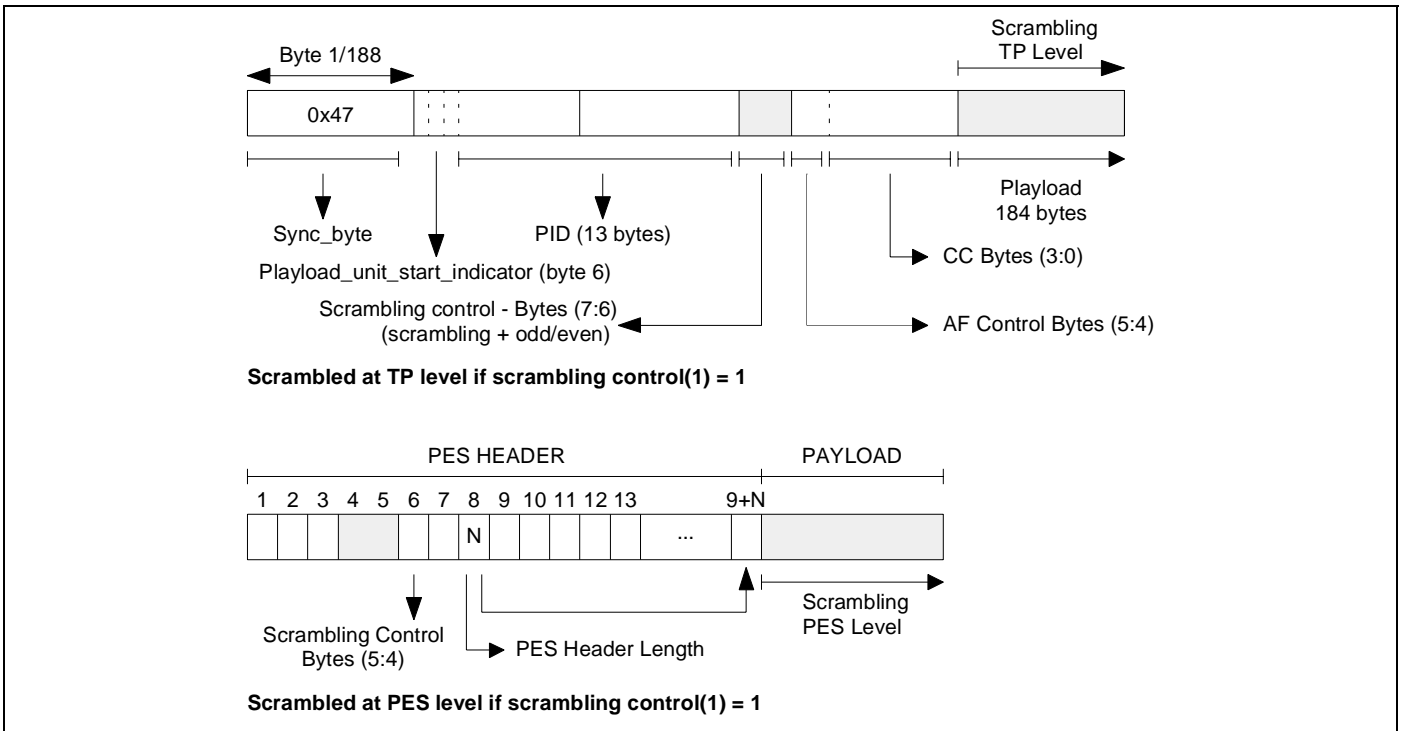 Scrambling
TP Level
Byte 1/188
0x47
Sync_byte
Playload_unit_start_indicator (byte 6)
PID (13 bytes)
Scrambling control - Bytes (7:6)
(scrambling + odd/even)
Playload
184 bytes
CC Bytes (3:0)
AF Control Bytes (5:4)
Scrambled at TP level if scrambling control(1) = 1
PES HEADER PAYLOAD
1 2 3 4 5 6 7 8 9 10 11 12 13 9+N
N ...
Scrambling Control
Bytes (5:4)
PES Header Length
Scrambling
PES Level
Scrambled at PES level if scrambling control(1) = 1